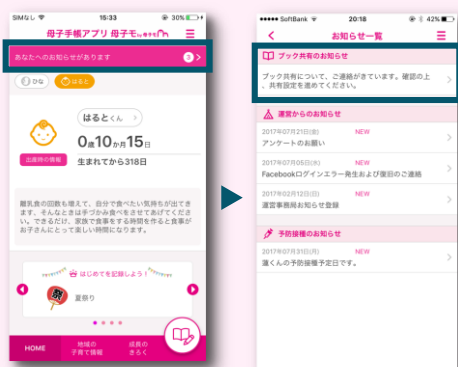 SIMなし 15:33 30%
母子手帳アプリ 母子モ
あなたへのお知らせがあります 3 >
ひな はると
はるとくん >
0歳10か月15日
出産時の情報 生まれてから318日
離乳食の回数も増えて、自分で食べたい気持ちが出てき
ます、そんなときは手づかみ食べをさせてあげてくださ
い。できるだけ、家族で食事をする時間を作ると食事が
お子さんにとって楽しい時間になります。
はじめてを記録しよう!
夏祭り
HOME 地域の 成長の
子育て情報 きろく
SoftBank 20:18 42%
お知らせ一覧
ブック共有のお知らせ
ブック共有について、ご連絡がきています。確認の上
、共有設定を進めてください。
運営からのお知らせ
2017年07月21日(金) NEW
アンケートのお願い
2017年07月05日(水) NEW
Facebookログインエラー発生および復旧のご連絡
2017年02月12日(日) NEW
運営事務局お知らせ登録
予防接種のお知らせ
2017年07月31日(月) NEW
蓮くんの予防接種予定日です。